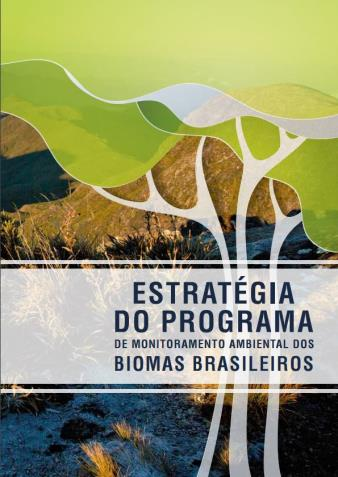 ESTRATÉGIA
DO PROGRAMA
DE MONITORAMENTO AMBIENTAL DOS
BIOMAS BRASILEIROS